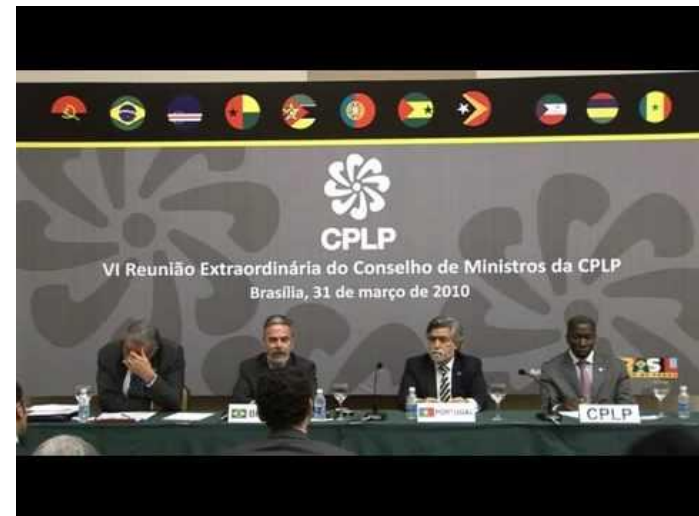 CPLP
VI Reunião Extraordinária do Conselho de Ministros da CPLP
Brasília, 31 de março de 2010
PORTUGAL
CPLP